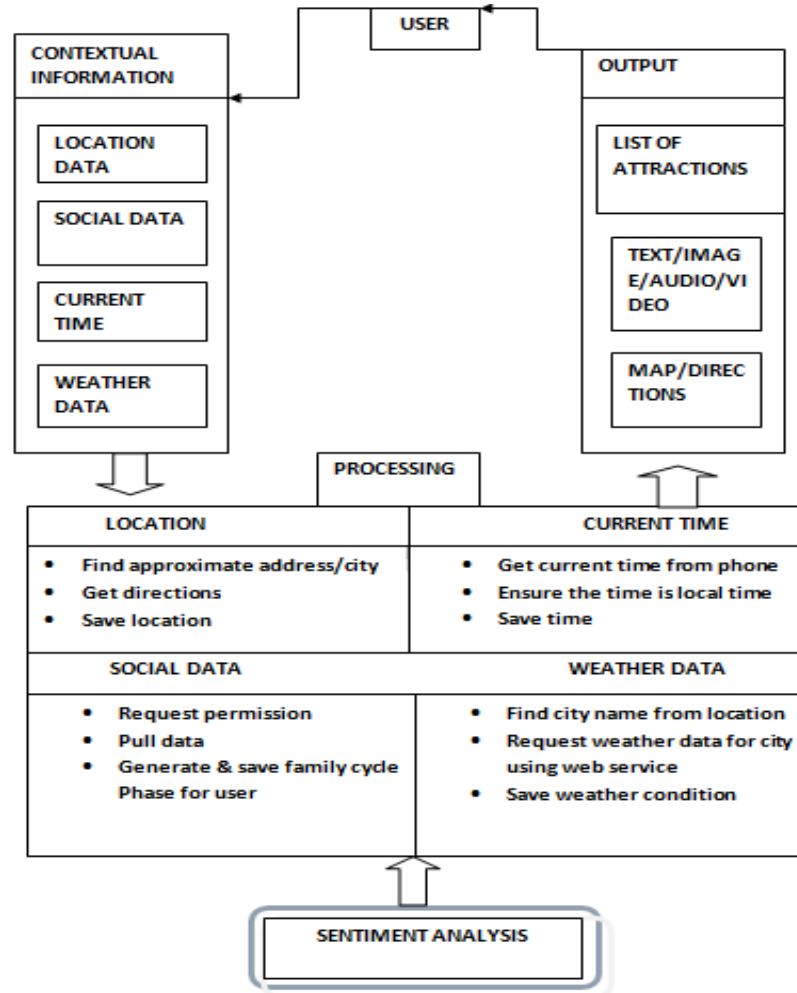 USER
CONTEXTUAL
INFORMATION
LOCATION
DATA
SOCIAL DATA
CURRENT
TIME
WEATHER
DATA
OUTPUT
LIST OF
ATTRACTIONS
TEXT/IMAG
E/AUDIO/VI
DEO
MAP/DIREC
TIONS
PROCESSING
LOCATION
• Find approximate address/city
• Get directions
• Save location
CURRENT TIME
• Get current time from phone
• Ensure the time is local time
• Save time
SOCIAL DATA
• Request permission
• Pull data
• Generate & save family cycle
Phase for user
WEATHER DATA
• Find city name from location
• Request weather data for city
using web service
• Save weather condition
SENTIMENT ANALYSIS